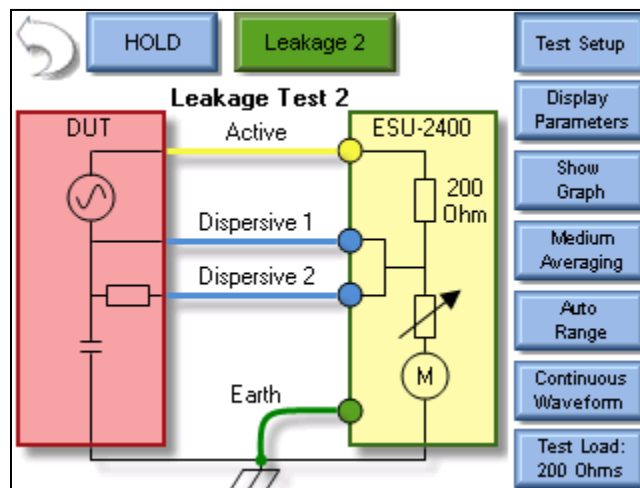 HOLD
Leakage 2
Test Setup
Leakage Test 2
DUT
Active
ESU-2400
200
Ohm
Dispersive 1
Dispersive 2
M
Earth
Display
Parameters
Show
Graph
Medium
Averaging
Auto
Range
Continuous
Waveform
Test Load:
200 Ohms